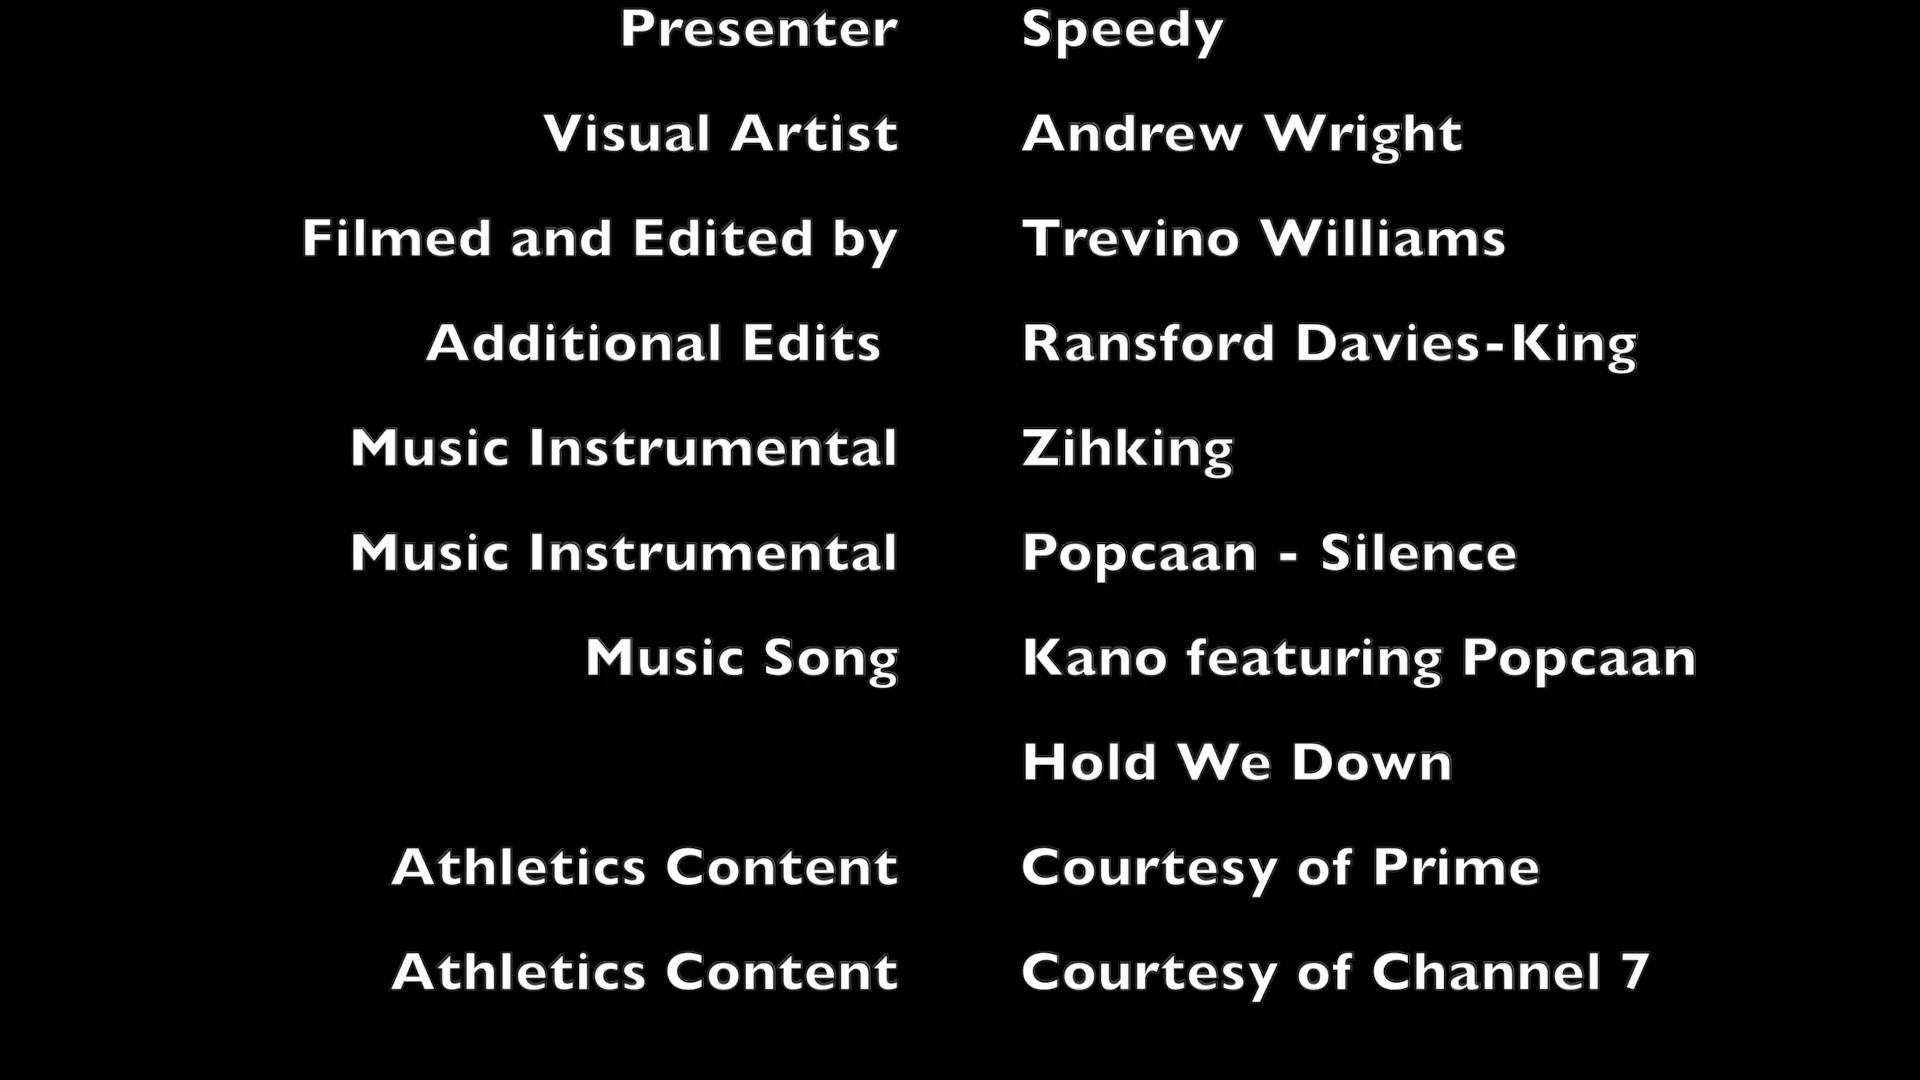 Presenter Speedy
Visual Artist Andrew Wright
Filmed and Edited by Trevino Williams
Additional Edits Ransford Davies-King
Music Instrumental Zihking
Music Instrumental Popcaan - Silence
Music Song Kano featuring Popcaan
Hold We Down
Athletics Content Courtesy of Prime
Athletics Content Courtesy of Channel 7